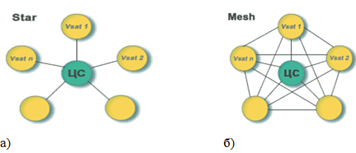 Star
Vsat 1
Vsat n
Vsat 2
ЦС
а)
Mesh
Vsat 1
Vsat n
Vsat 2
ЦС
б)